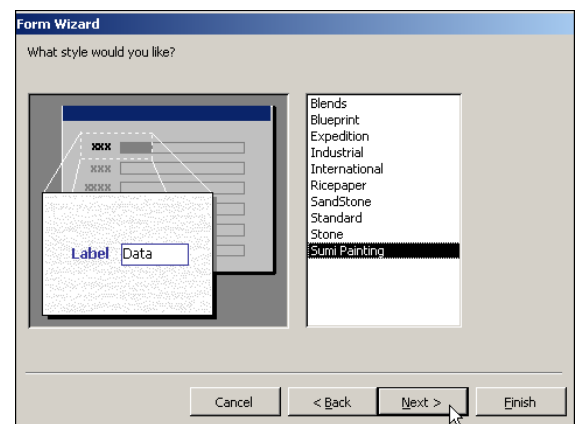 Form Wizard
What style would you like?
xxx
xxx
xxxx
Label Data
Blends
Blueprint
Expedition
Industrial
International
Ricepaper
SandStone
Standard
Stone
Sumi Painting
Cancel < Back Next > Finish